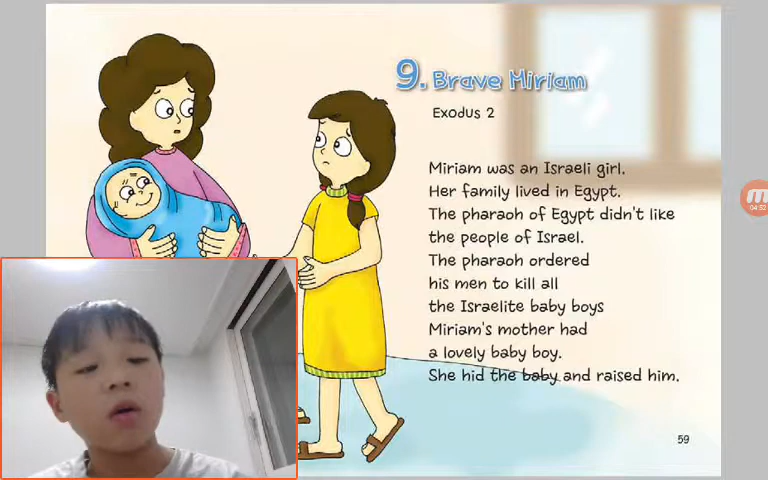 9. Brave Miriam
Exodus 2
Miriam was an Israeli girl.
Her family lived in Egypt.
The pharaoh of Egypt didn't like
the people of Israel.
The pharaoh ordered
his men to kill all
the Israelite baby boys
Miriam's mother had
a lovely baby boy.
She hid the baby and raised him.
59
04:52